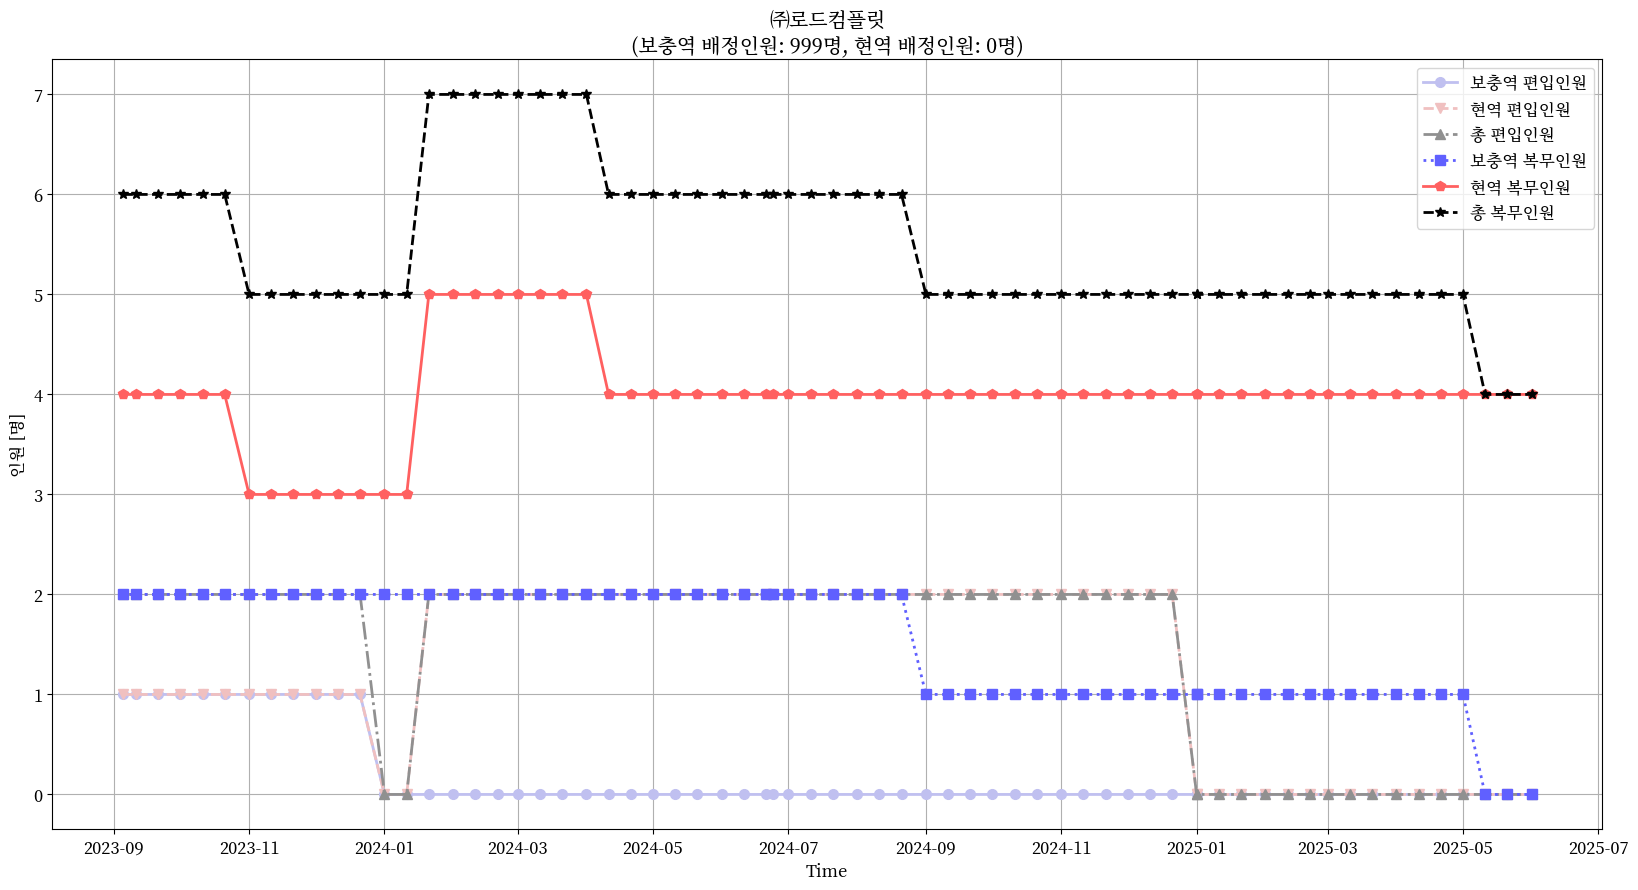 ㈜로드컴플릿
(보충역 배정인원: 999명, 현역 배정인원: 0명)
보충역 편입인원
현역 편입인원
총 편입인원
보충역 복무인원
현역 복무인원
총 복무인원
인원 [명]
7
6
5
4
3
2
1
0
2023-09
2023-11
2024-01
2024-03
2024-05
2024-07
2024-09
2024-11
2025-01
2025-03
2025-05
2025-07
Time